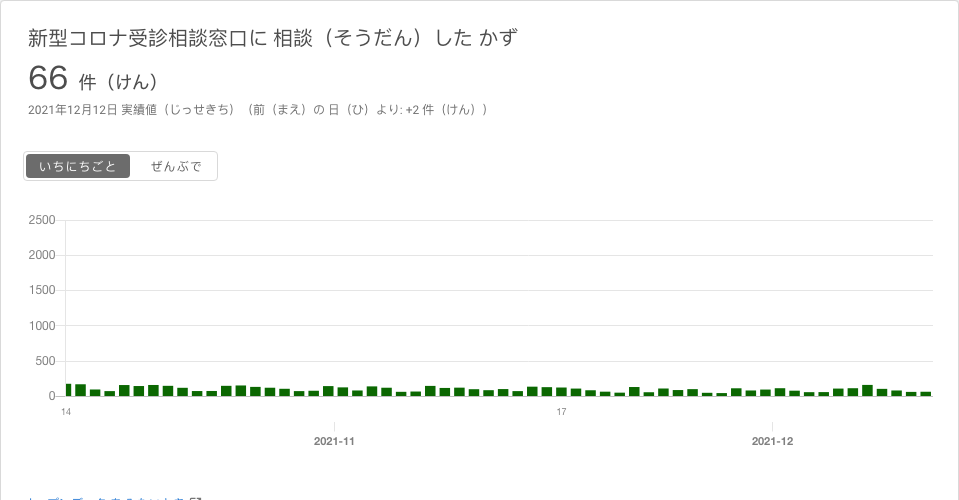 新型コロナ受診相談窓口に 相談（そうだん）した かず
66 件（けん）
2021年12月12日 実績値（じっせきち）（前（まえ）の 日（ひ）より: +2 件（けん））
いちにちごと ぜんぶで
2500
2000
1500
1000
500
0
14 17
2021-11 2021-12